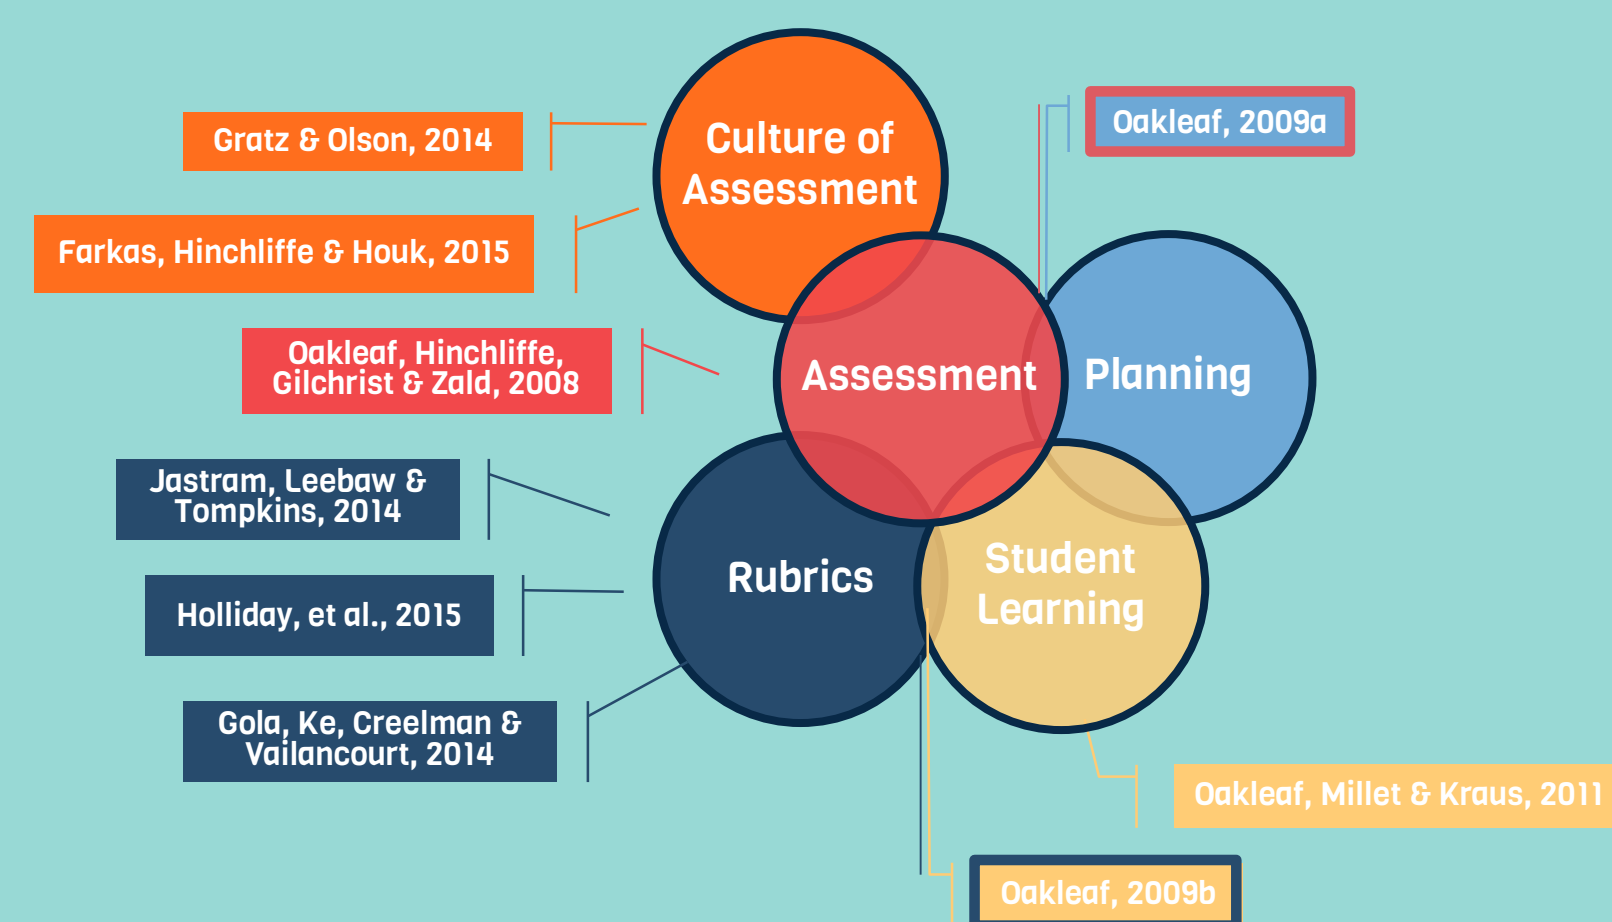 Culture of
Assessment
Gratz & Olson, 2014
Oakleaf, 2009a
Farkas, Hinchliffe & Houk, 2015
Oakleaf, Hinchliffe,
Gilchrist & Zald, 2008
Assessment
Planning
Jastram, Leebaw &
Tompkins, 2014
Rubrics
Student
Learning
Holliday, et al., 2015
Gola, Ke, Creelman &
Vailancourt, 2014
Oakleaf, Millet & Kraus, 2011
Oakleaf, 2009b